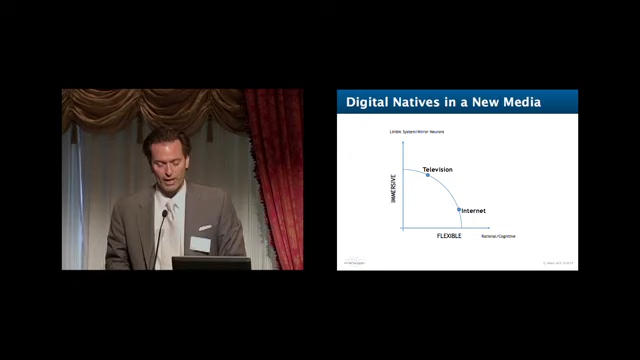 Digital Natives in a New Media
Limbic System/Mirror Neurons
Television
IMMERSIVE
Internet
FLEXIBLE
Rational/Cognitive